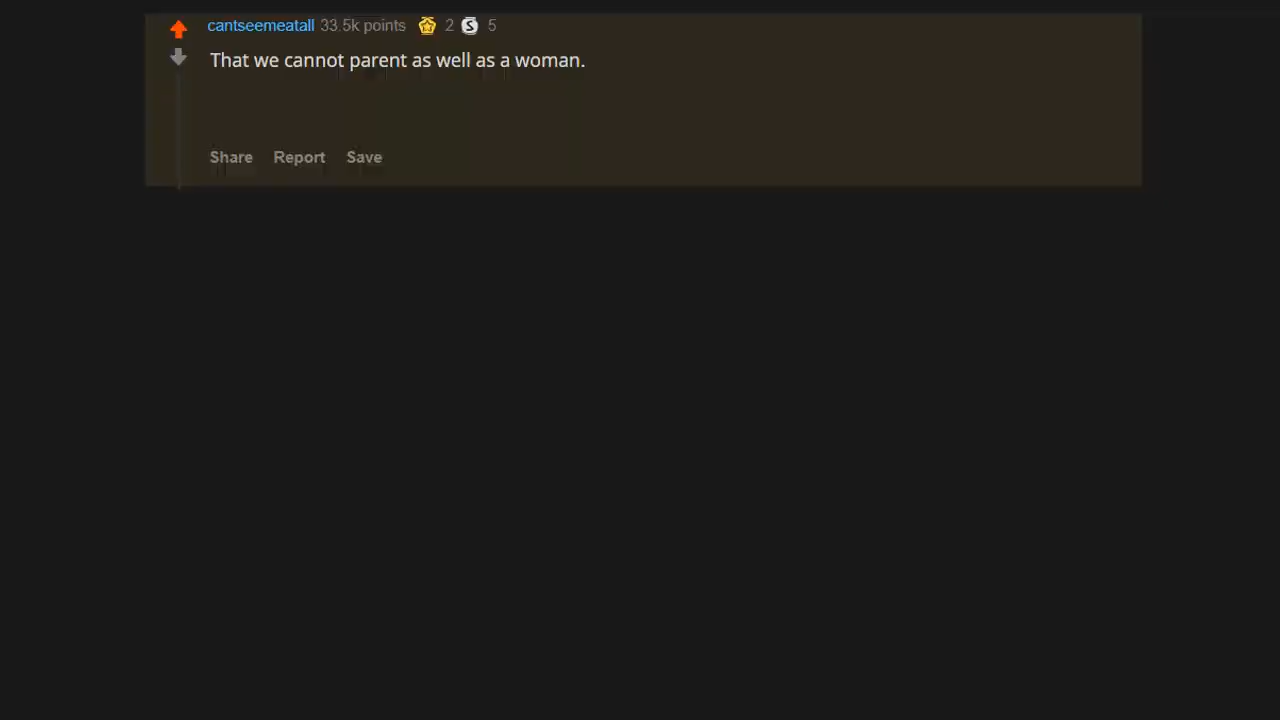 cantseemeatall 33.5k points 2 S 5
That we cannot parent as well as a woman.
Share Report Save